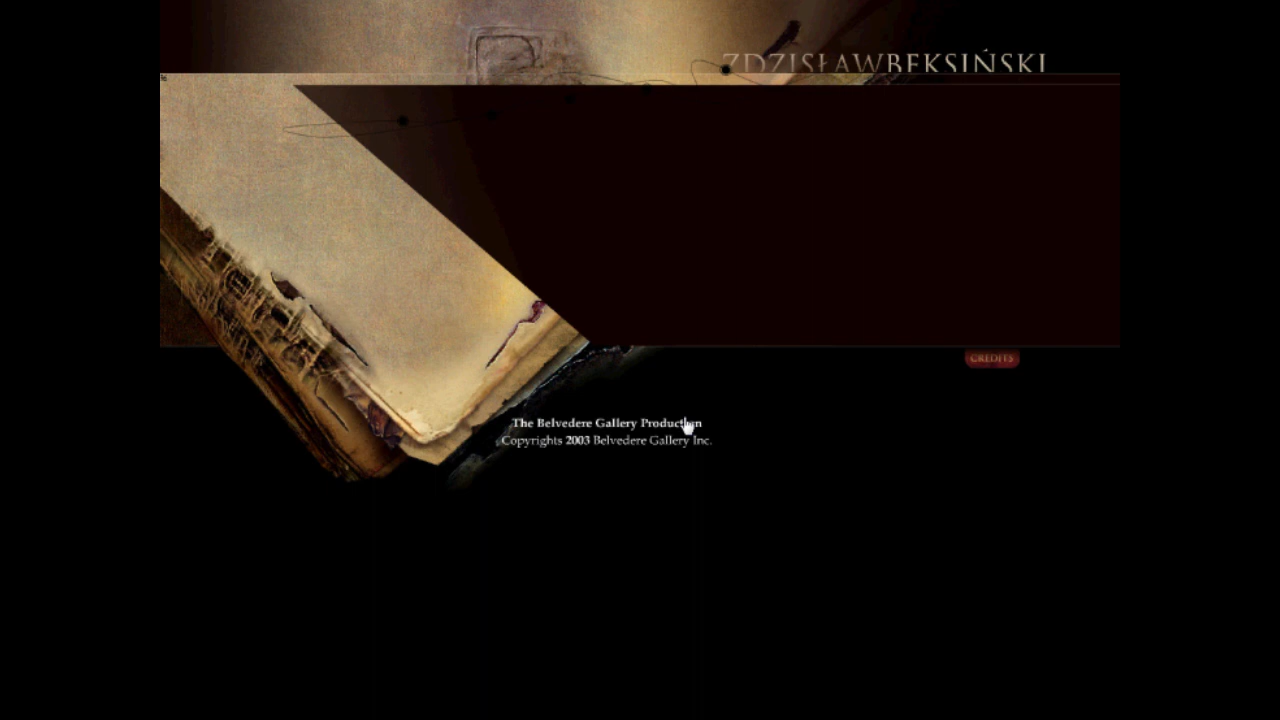 ZDZISŁAWBEKSIŃSKI
CREDITS
The Belvedere Gallery Production
Copyrights 2003 Belvedere Gallery Inc.